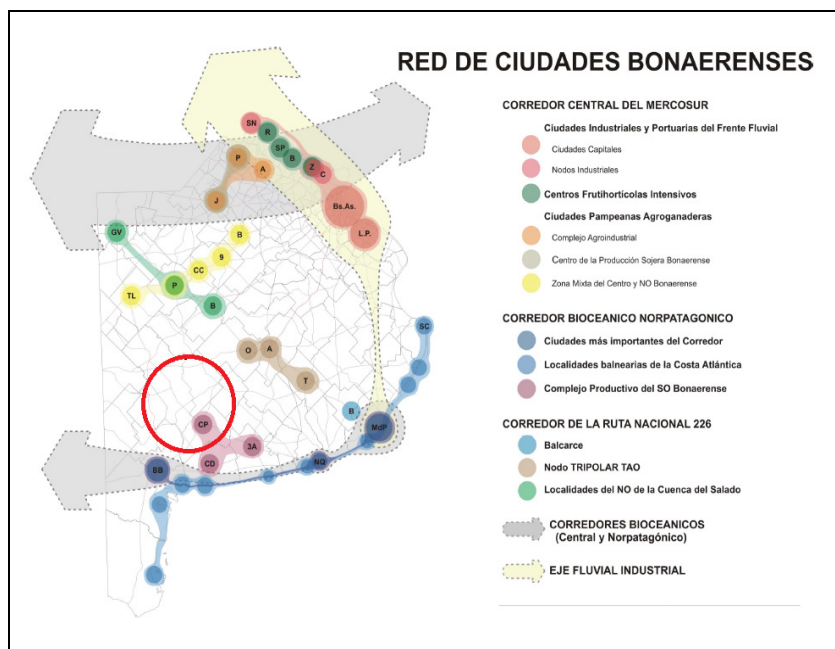 RED DE CIUDADES BONAERENSES
CORREDOR CENTRAL DEL MERCOSUR
Ciudades Industriales y Portuarias del Frente Fluvial
Ciudades Capitales
Nodos Industriales
Centros Frutihortícolas Intensivos
Ciudades Pampeanas Agroganaderas
Complejo Agroindustrial
Centro de la Producción Sojera Bonaerense
Zona Mixta del Centro y NO Bonaerense
CORREDOR BIOCEANICO NORPATAGONICO
Ciudades más importantes del Corredor
Localidades balnearias de la Costa Atlántica
Complejo Productivo del SO Bonaerense
CORREDOR DE LA RUTA NACIONAL 226
Balcarce
Nodo TRIPOLAR TAO
Localidades del NO de la Cuenca del Salado
CORREDORES BIOCEANICOS
(Central y Norpatagónico)
EJE FLUVIAL INDUSTRIAL
SN
R
SP
B
P
A
Z
C
J
Bs.As.
L.P.
GV
B
9
CC
P
TL
B
SC
O
A
T
B
CP
MdP
3A
CD
BB
NQ